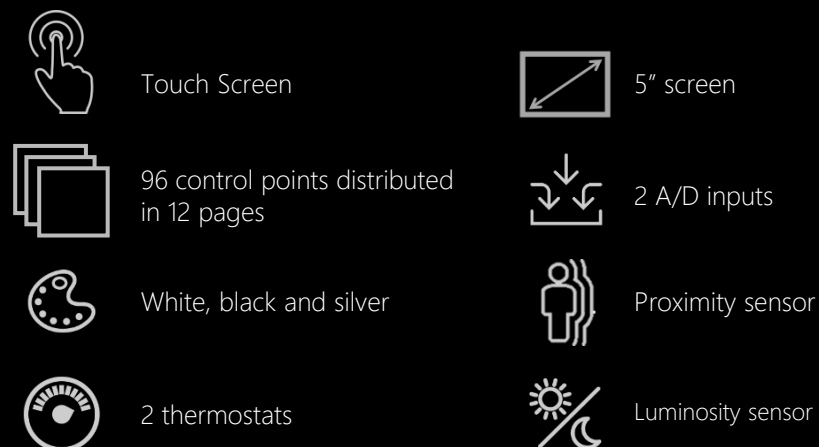 Touch Screen
5" screen
96 control points distributed
in 12 pages
2 A/D inputs
White, black and silver
Proximity sensor
2 thermostats
Luminosity sensor